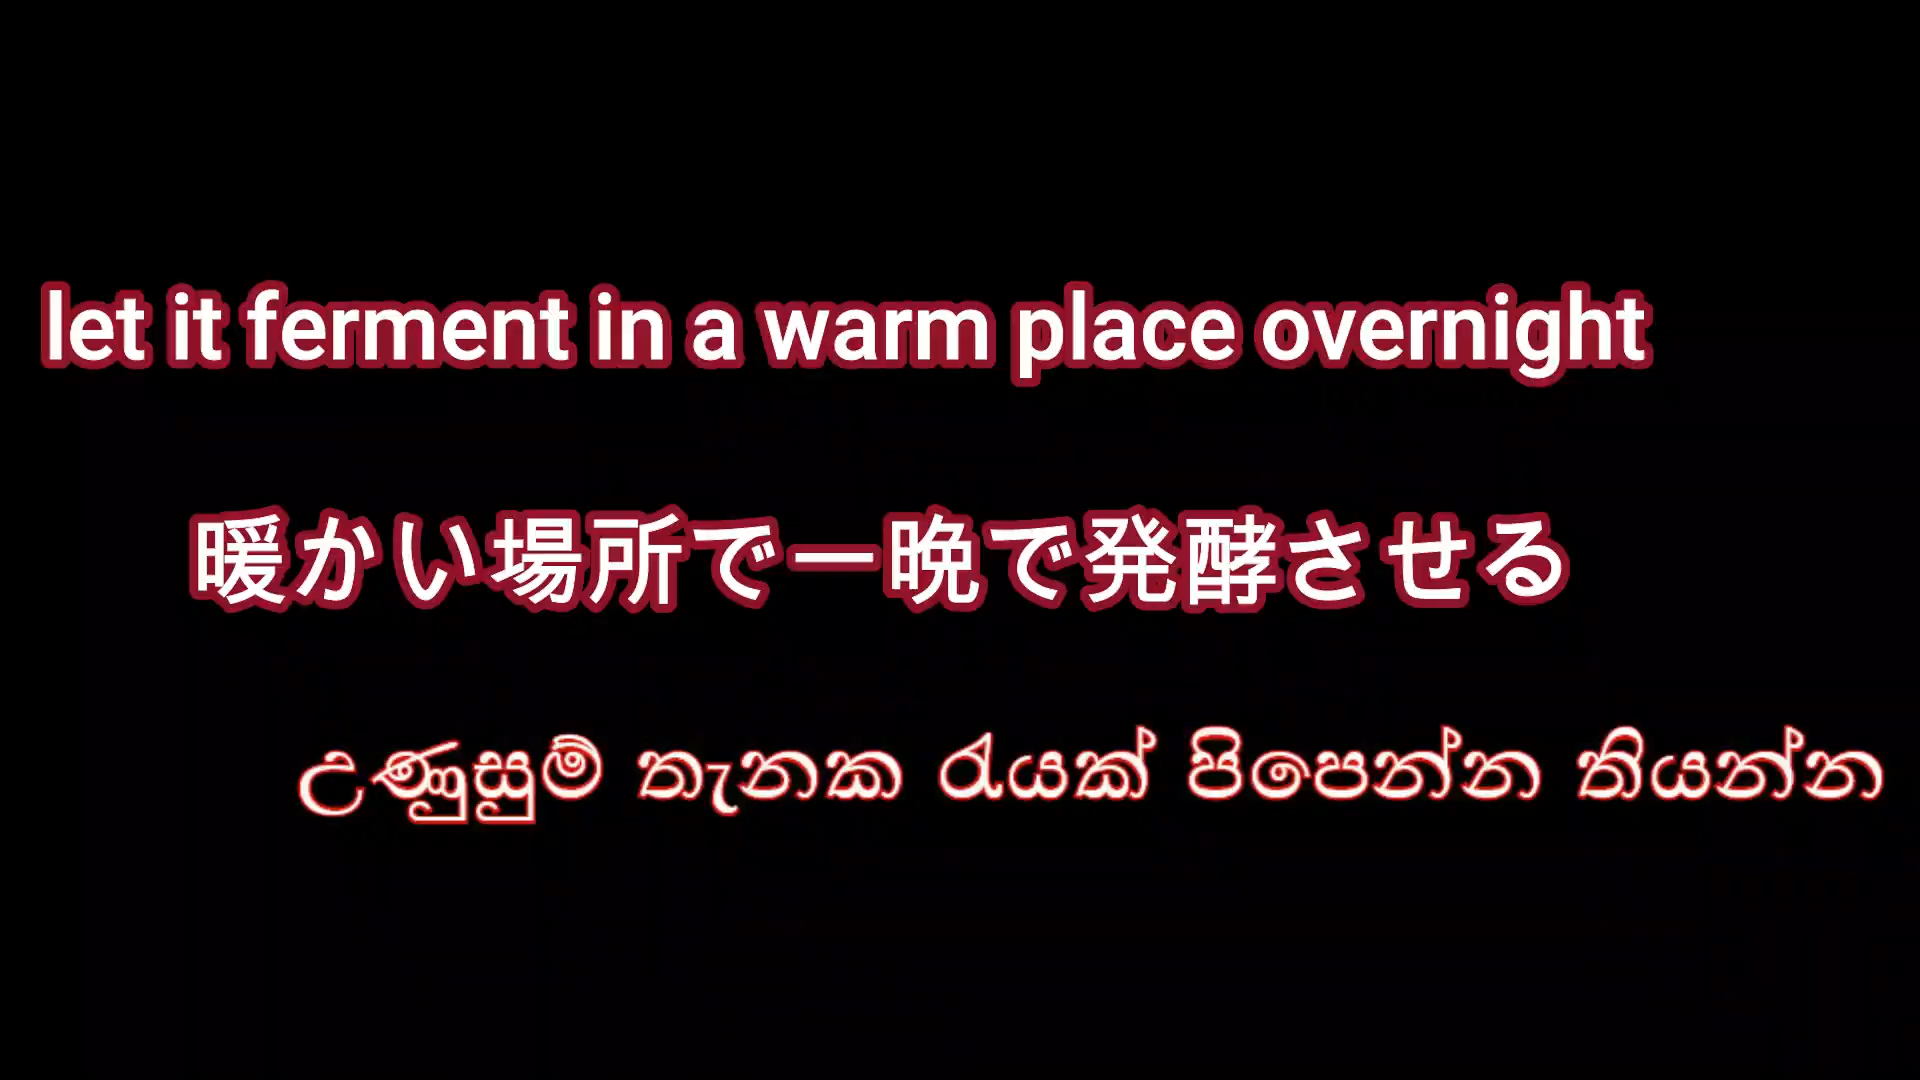 let it ferment in a warm place overnight
暖かい場所で一晩で発酵させる
උණුසුම් තැනක රැයක් පිපෙන්න තියන්න